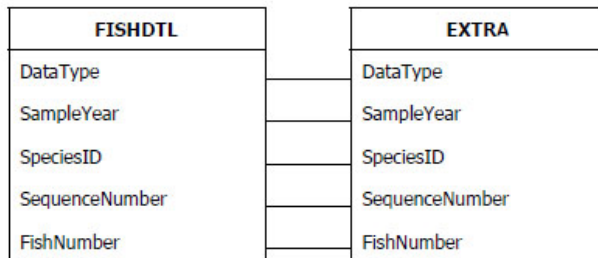 FISHDTL EXTRA
DataType DataType
SampleYear SampleYear
SpeciesID SpeciesID
SequenceNumber SequenceNumber
FishNumber FishNumber